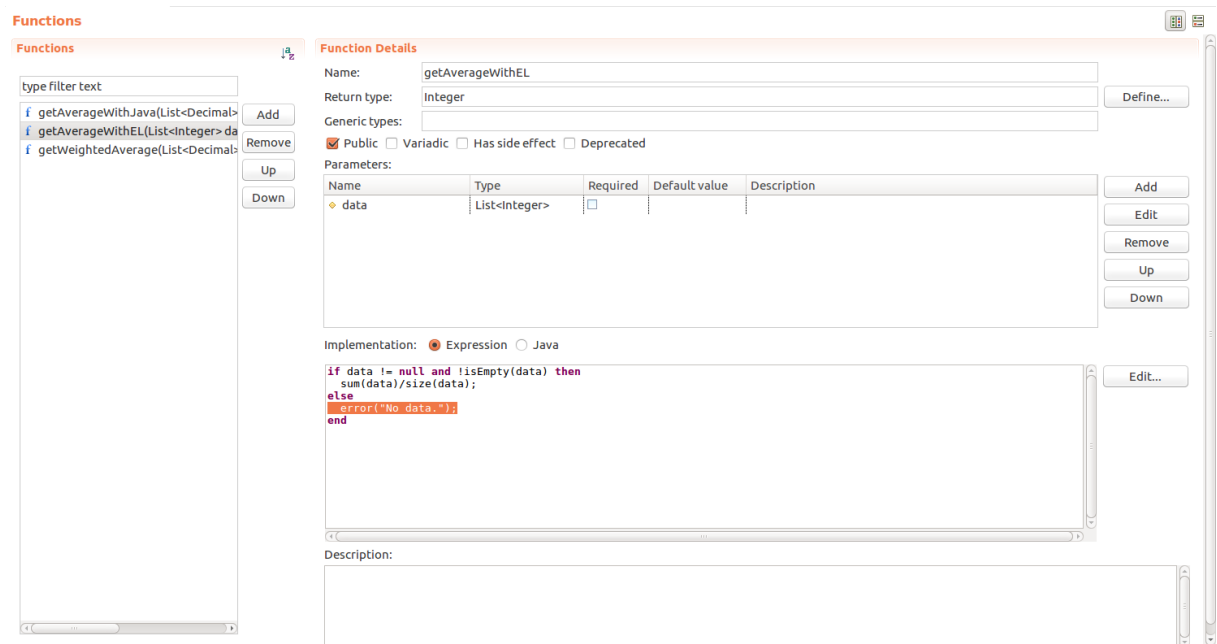 Functions
Functions
type filter text
getAverageWithJava(List<Decimal>
getAverageWithEL(List<Integer> da
getWeightedAverage(List<Decimal>
Add
Remove
Up
Down
Function Details
Name: getAverageWithEL
Return type: Integer Define...
Generic types:
Public Variadic Has side effect Deprecated
Parameters:
Name Type Required Default value Description
data List<Integer>
Add
Edit
Remove
Up
Down
Implementation: Expression Java
if data != null and !isEmpty(data) then
sum(data)/size(data);
else
error("No data.");
end
Edit...
Description: